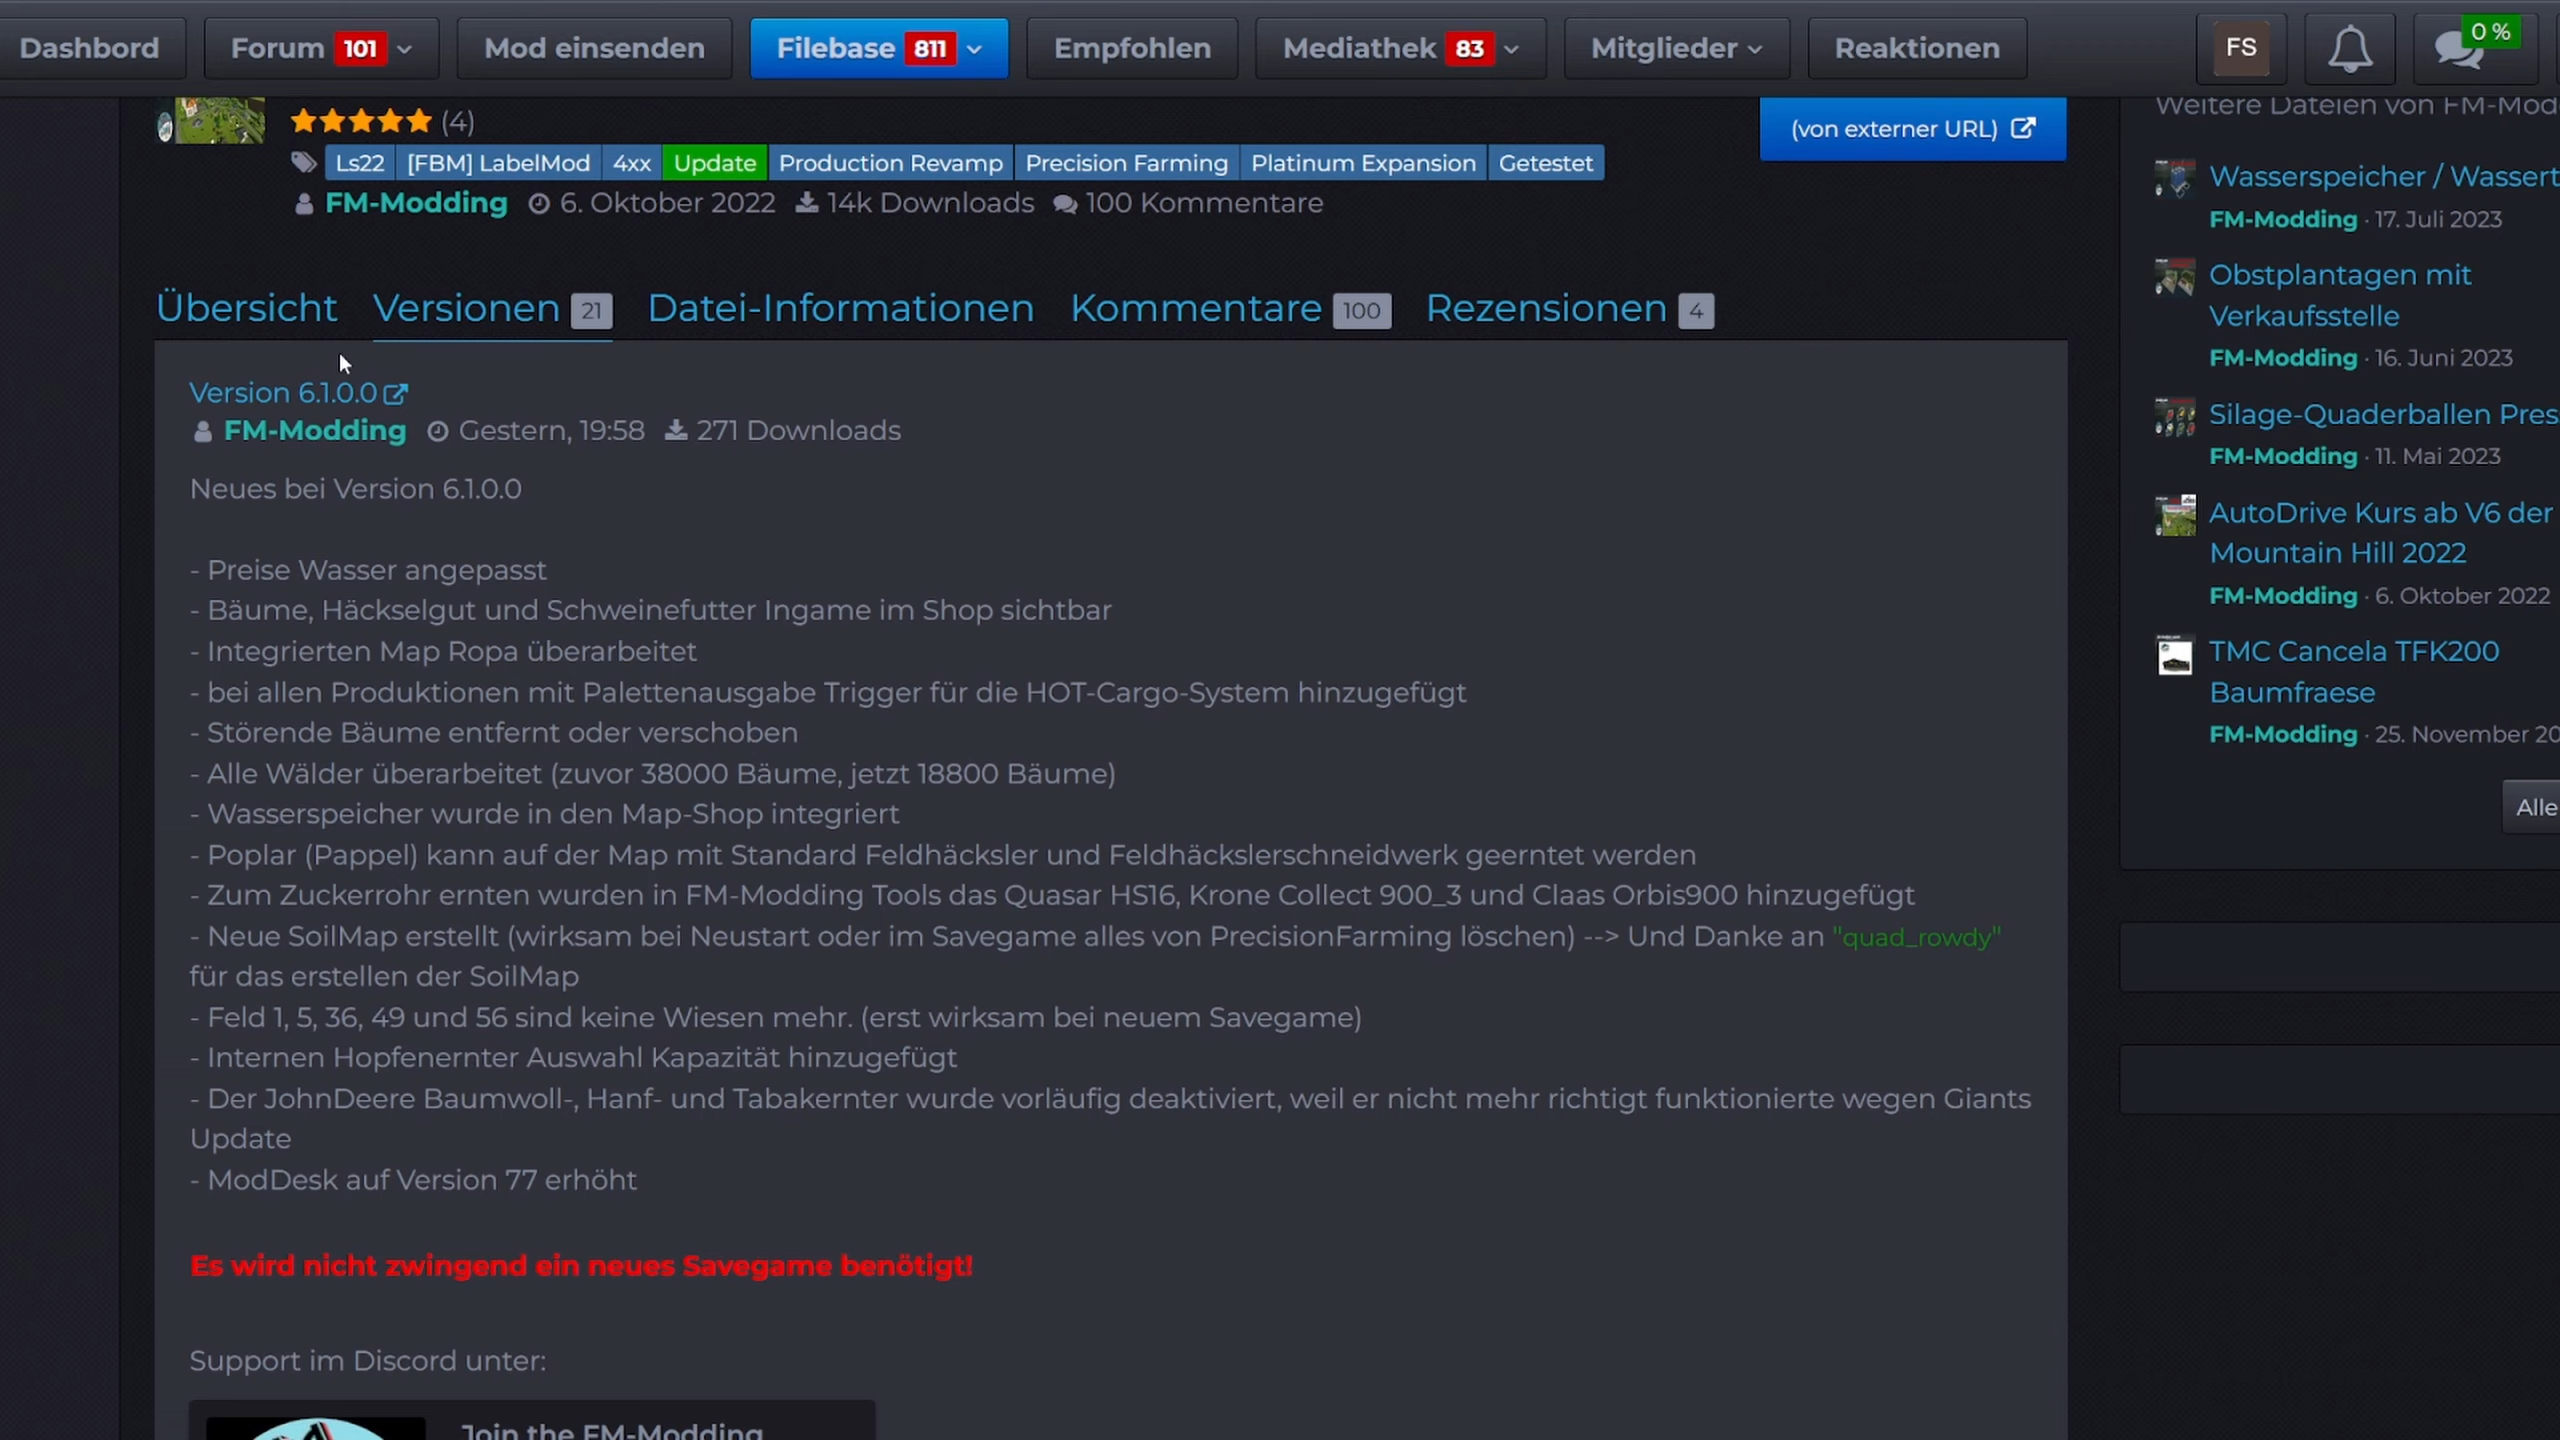 Dashbord Forum 101 Mod einsenden Filebase 811 Empfohlen Mediathek 83 Mitglieder Reaktionen FS 0 %
(4)
(von externer URL)
Ls22 [FBM] LabelMod 4xx Update Production Revamp Precision Farming Platinum Expansion Getestet
FM-Modding 6. Oktober 2022 14k Downloads 100 Kommentare
Übersicht Versionen 21 Datei-Informationen Kommentare 100 Rezensionen 4
Version 6.1.0.0
FM-Modding Gestern, 19:58 271 Downloads
Neues bei Version 6.1.0.0
- Preise Wasser angepasst
- Bäume, Häckselgut und Schweinefutter Ingame im Shop sichtbar
- Integrierten Map Ropa überarbeitet
- bei allen Produktionen mit Palettenausgabe Trigger für die HOT-Cargo-System hinzugefügt
- Störende Bäume entfernt oder verschoben
- Alle Wälder überarbeitet (zuvor 38000 Bäume, jetzt 18800 Bäume)
- Wasserspeicher wurde in den Map-Shop integriert
- Poplar (Pappel) kann auf der Map mit Standard Feldhäcksler und Feldhäckslerschneidwerk geerntet werden
- Zum Zuckerrohr ernten wurden in FM-Modding Tools das Quasar HS16, Krone Collect 900_3 und Claas Orbis900 hinzugefügt
- Neue SoilMap erstellt (wirksam bei Neustart oder im Savegame alles von PrecisionFarming löschen) --> Und Danke an "quad_rowdy"
für das erstellen der SoilMap
- Feld 1, 5, 36, 49 und 56 sind keine Wiesen mehr. (erst wirksam bei neuem Savegame)
- Internen Hopfenernter Auswahl Kapazität hinzugefügt
- Der JohnDeere Baumwoll-, Hanf- und Tabakernter wurde vorläufig deaktiviert, weil er nicht mehr richtigt funktionierte wegen Giants
Update
- ModDesk auf Version 77 erhöht
Es wird nicht zwingend ein neues Savegame benötigt!
Support im Discord unter:
Join the FM-Modding
Weitere Dateien von FM-Mod
Wasserspeicher / Wassert
FM-Modding · 17. Juli 2023
Obstplantagen mit
Verkaufsstelle
FM-Modding · 16. Juni 2023
Silage-Quaderballen Pres
FM-Modding · 11. Mai 2023
AutoDrive Kurs ab V6 der
Mountain Hill 2022
FM-Modding · 6. Oktober 2022
TMC Cancela TFK200
Baumfraese
FM-Modding · 25. November 20
Alle